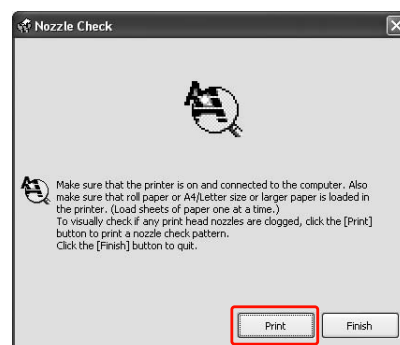 Nozzle Check
Make sure that the printer is on and connected to the computer. Also
make sure that roll paper or A4/Letter size or larger paper is loaded in
the printer. (Load sheets of paper one at a time.)
To visually check if any print head nozzles are clogged, click the [Print]
button to print a nozzle check pattern.
Click the [Finish] button to quit.
Print
Finish